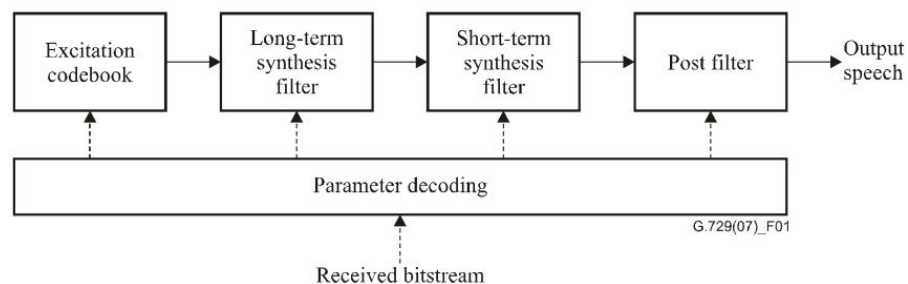 Excitation
codebook
Long-term
synthesis
filter
Short-term
synthesis
filter
Post filter
Output
speech
Parameter decoding
G.729(07)_F01
Received bitstream